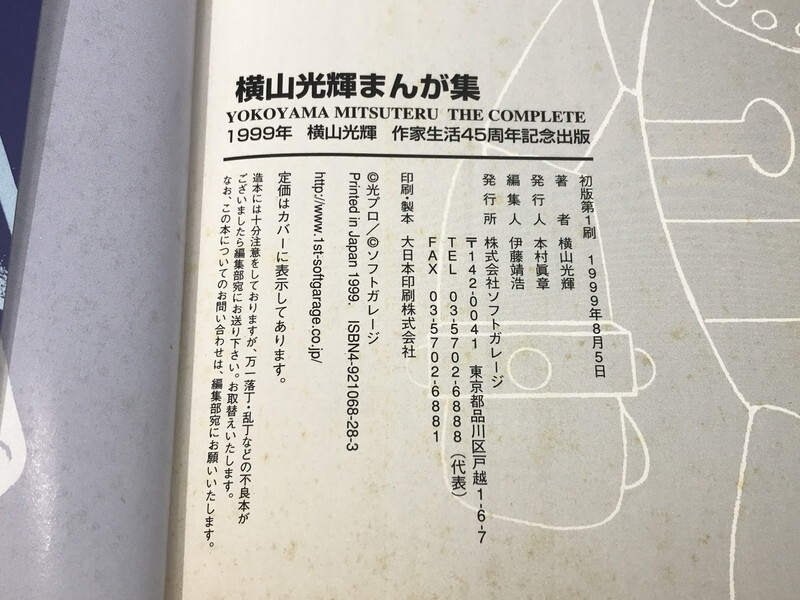 横山光輝まんが集
YOKOYAMA MITSUTERU THE COMPLETE
1999年 横山光輝 作家生活45周年記念出版
初版第1刷 1999年8月5日
著者 横山光輝
発行人 本村眞章
編集人 伊藤靖浩
発行所 株式会社ソフトガレージ
〒142-0041 東京都品川区戸越1-6-7
TEL 03-5702-6888(代表)
FAX 03-5702-6881
印刷・製本 大日本印刷株式会社
©光プロ/©ソフトガレージ
Printed in Japan 1999. ISBN4-921068-28-3
http://www.1st-softgarage.co.jp/
定価はカバーに表示してあります。
造本には十分注意をしておりますが、万一落丁・乱丁などの不良本が
ございましたら編集部宛にお送り下さい。お取替えいたします。
なお、この本についてのお問い合わせは、編集部宛にお願いいたします。